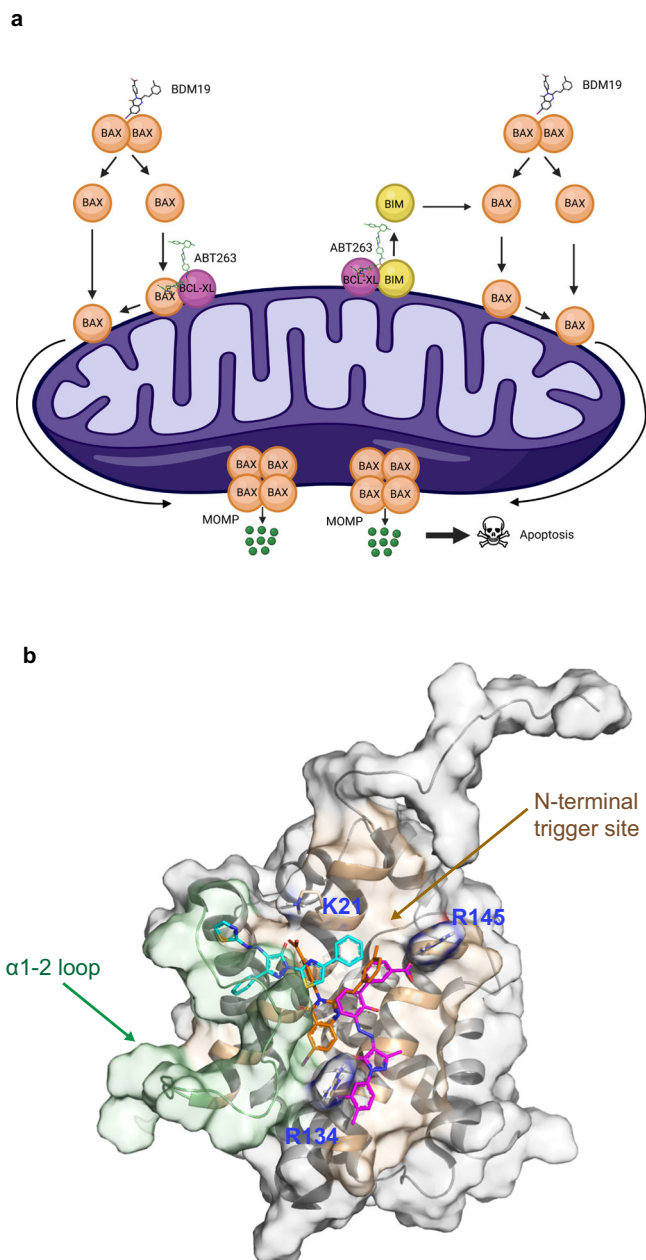 a
BDM19
BDM19
BAX BAX
BAX BAX
BAX
BAX
BIM
BAX
BAX
ABT263
ABT263
BAX
BCL-XL
BCL-XL
BIM
BAX
BAX
BAX
BAX BAX
BAX BAX
BAX BAX
BAX BAX
MOMP
MOMP
Apoptosis
b
N-terminal
trigger site
K21
R145
α1-2 loop
R134